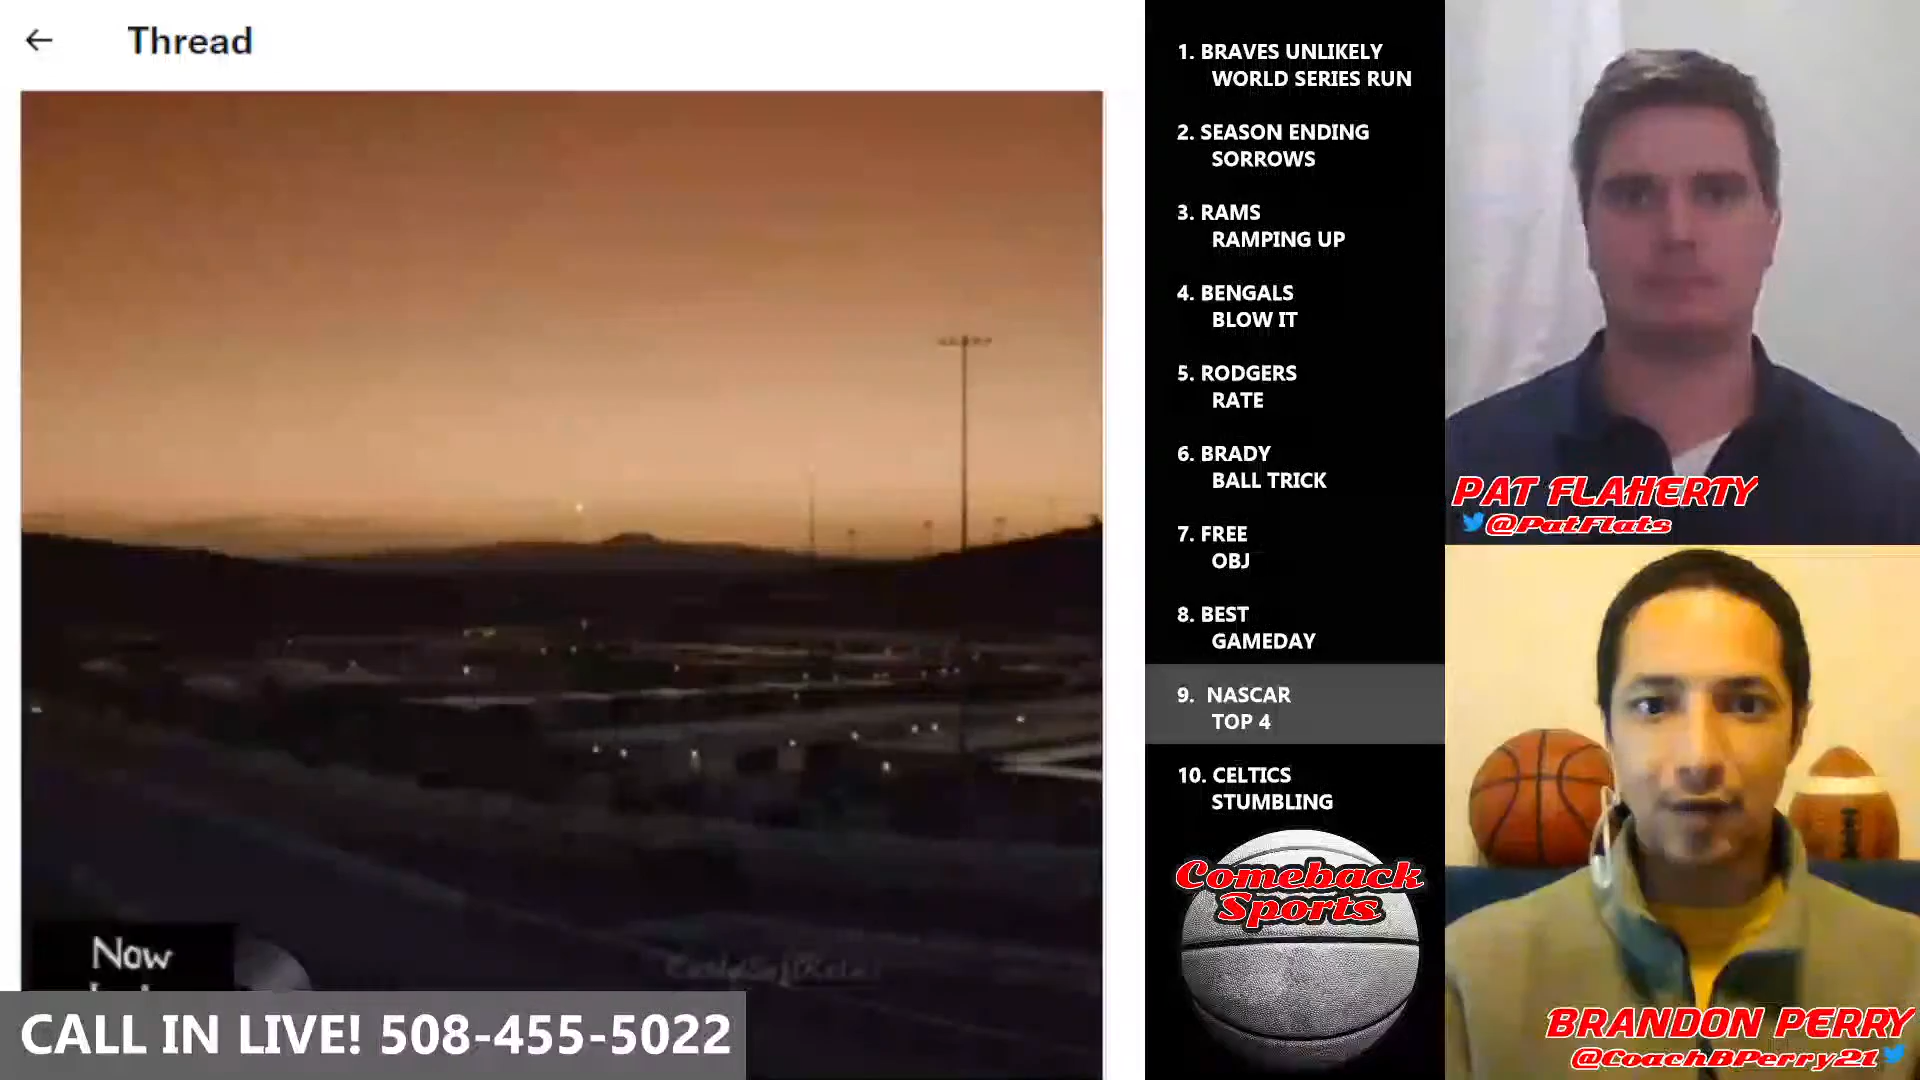 Thread
Now
CALL IN LIVE! 508-455-5022
1. BRAVES UNLIKELY
WORLD SERIES RUN
2. SEASON ENDING
SORROWS
3. RAMS
RAMPING UP
4. BENGALS
BLOW IT
5. RODGERS
RATE
6. BRADY
BALL TRICK
7. FREE
OBJ
8. BEST
GAMEDAY
9. NASCAR
TOP 4
10. CELTICS
STUMBLING
Comeback
Sports
PAT FLAHERTY
@PatFlats
BRANDON PERRY
@CoachBPerry21